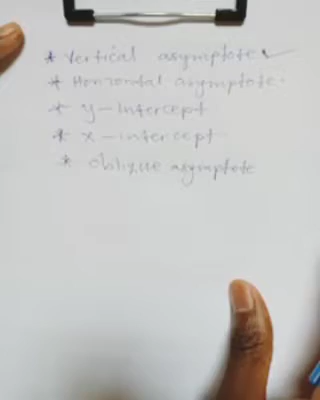 * Vertical asymptote ✓
* Horizontal asymptote.
* y-intercept
* x-intercept
* Oblique asymptote